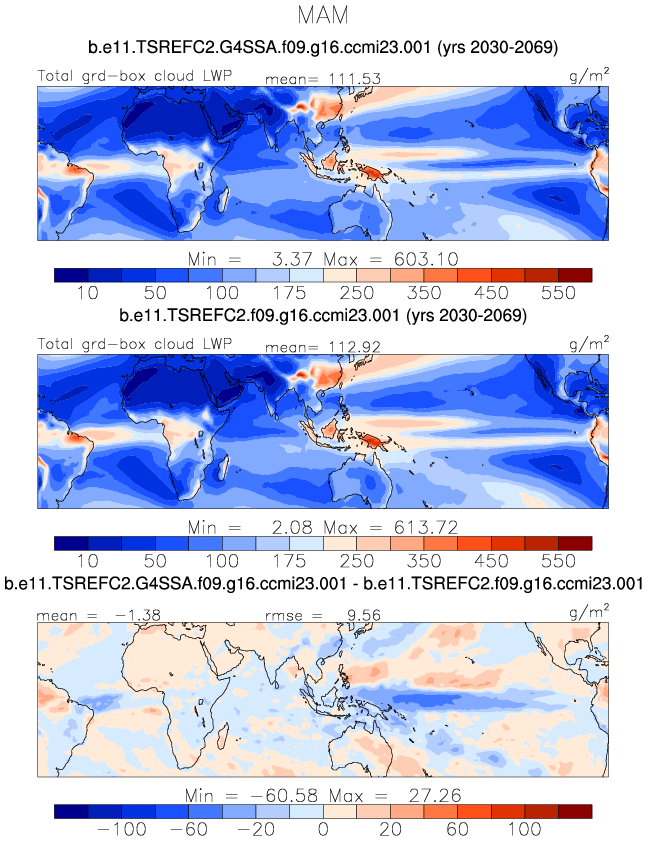 MAM
b.e11.TSREFC2.G4SSA.f09.g16.ccmi23.001 (yrs 2030-2069)
Total grd-box cloud LWP mean= 111.53 g/m²
Min = 3.37 Max = 603.10
10 50 100 175 250 350 450 550
b.e11.TSREFC2.f09.g16.ccmi23.001 (yrs 2030-2069)
Total grd-box cloud LWP mean= 112.92 g/m²
Min = 2.08 Max = 613.72
10 50 100 175 250 350 450 550
b.e11.TSREFC2.G4SSA.f09.g16.ccmi23.001 - b.e11.TSREFC2.f09.g16.ccmi23.001
mean = −1.38 rmse = 9.56 g/m²
Min = −60.58 Max = 27.26
−100 −60 −20 0 20 60 100